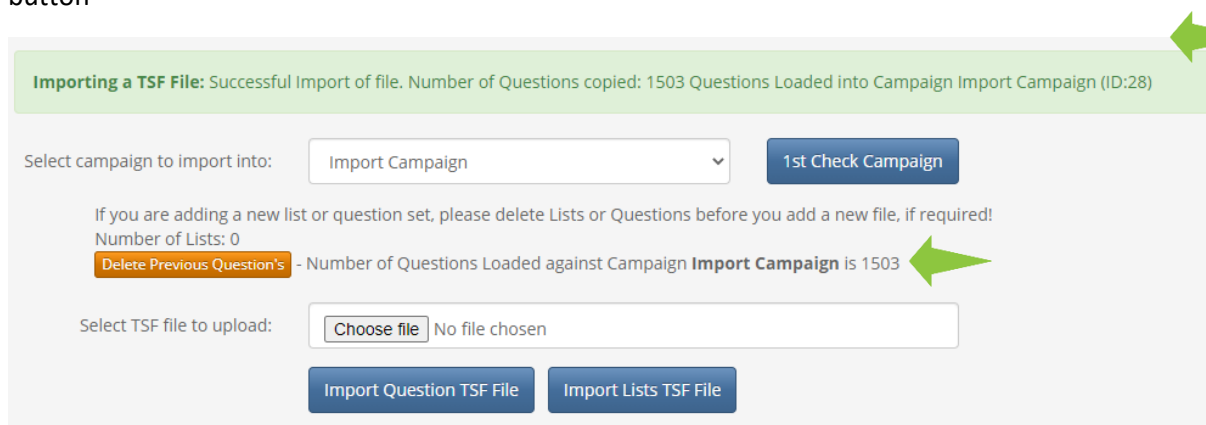 button
Importing a TSF File: Successful Import of file. Number of Questions copied: 1503 Questions Loaded into Campaign Import Campaign (ID:28)
Select campaign to import into: Import Campaign 1st Check Campaign
If you are adding a new list or question set, please delete Lists or Questions before you add a new file, if required!
Number of Lists: 0
Delete Previous Question's - Number of Questions Loaded against Campaign Import Campaign is 1503
Select TSF file to upload: Choose file No file chosen
Import Question TSF File Import Lists TSF File